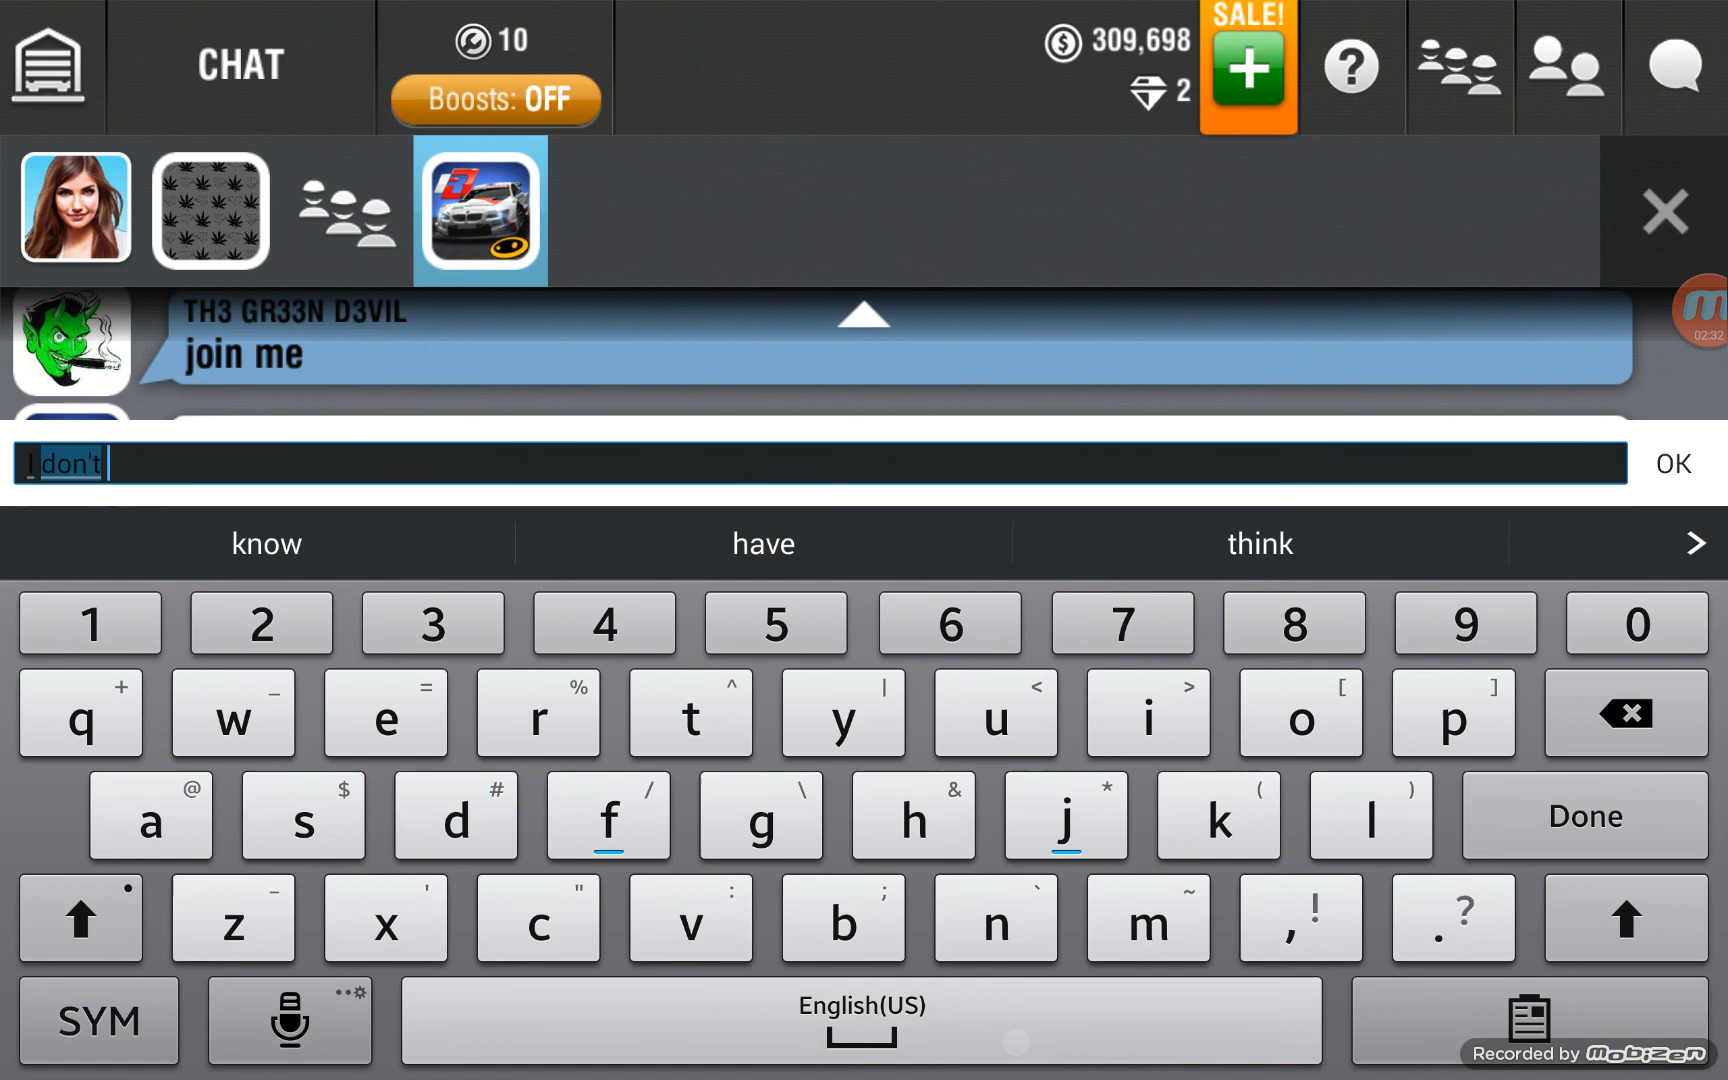 CHAT
10
Boosts: OFF
309,698
2
SALE!
TH3 GR33N D3VIL
join me
02:32
I don't
OK
know have think
1 2 3 4 5 6 7 8 9 0
+ _ = % ^ | < > [ ]
q w e r t y u i o p
@ $ # / \ & * ( )
a s d f g h j k l Done
- ' " : ; ` ~ ! ?
z x c v b n m , .
SYM
English(US)
Recorded by mobizen